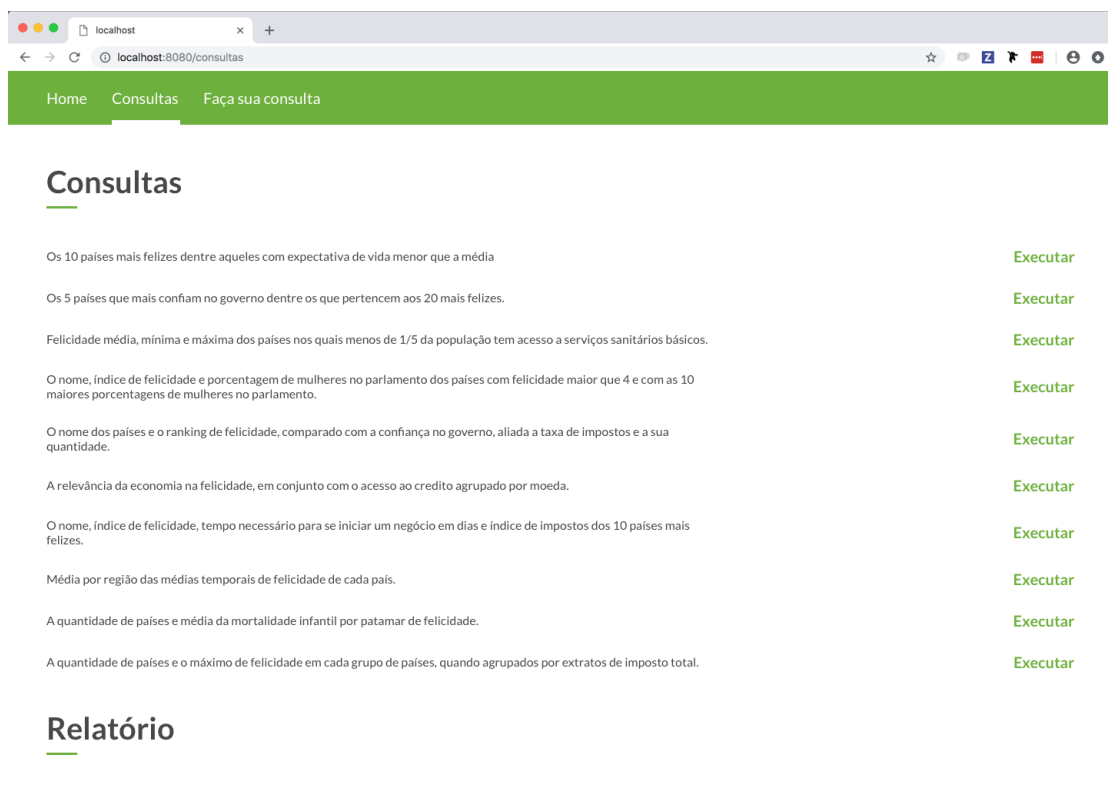 localhost
localhost:8080/consultas
Home Consultas Faça sua consulta
Consultas
Os 10 países mais felizes dentre aqueles com expectativa de vida menor que a média Executar
Os 5 países que mais confiam no governo dentre os que pertencem aos 20 mais felizes. Executar
Felicidade média, mínima e máxima dos países nos quais menos de 1/5 da população tem acesso a serviços sanitários básicos. Executar
O nome, índice de felicidade e porcentagem de mulheres no parlamento dos países com felicidade maior que 4 e com as 10
maiores porcentagens de mulheres no parlamento.
Executar
O nome dos países e o ranking de felicidade, comparado com a confiança no governo, aliada a taxa de impostos e a sua
quantidade.
Executar
A relevância da economia na felicidade, em conjunto com o acesso ao credito agrupado por moeda. Executar
O nome, índice de felicidade, tempo necessário para se iniciar um negócio em dias e índice de impostos dos 10 países mais
felizes.
Executar
Média por região das médias temporais de felicidade de cada país. Executar
A quantidade de países e média da mortalidade infantil por patamar de felicidade. Executar
A quantidade de países e o máximo de felicidade em cada grupo de países, quando agrupados por extratos de imposto total. Executar
Relatório